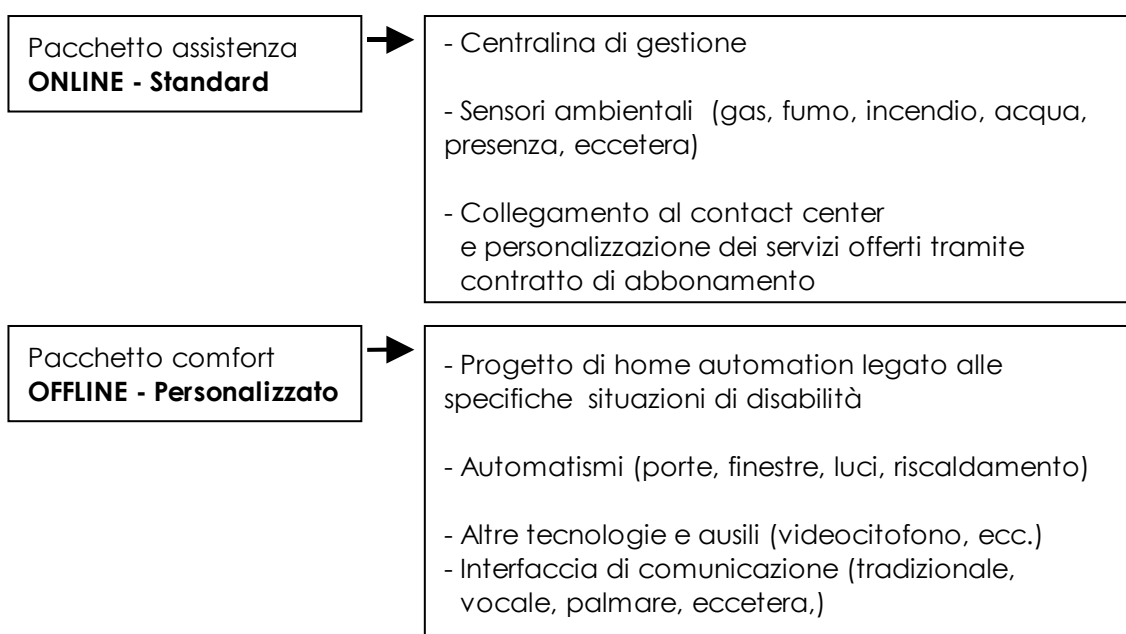 Pacchetto assistenza
ONLINE - Standard
- Centralina di gestione
- Sensori ambientali (gas, fumo, incendio, acqua,
presenza, eccetera)
- Collegamento al contact center
e personalizzazione dei servizi offerti tramite
contratto di abbonamento
Pacchetto comfort
OFFLINE - Personalizzato
- Progetto di home automation legato alle
specifiche situazioni di disabilità
- Automatismi (porte, finestre, luci, riscaldamento)
- Altre tecnologie e ausili (videocitofono, ecc.)
- Interfaccia di comunicazione (tradizionale,
vocale, palmare, eccetera,)